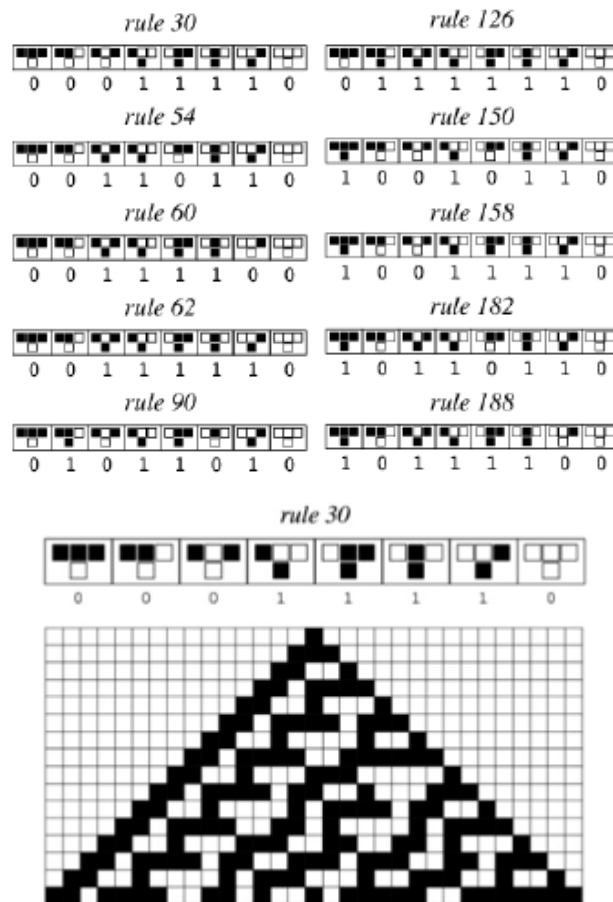 rule 30 rule 126
0 0 0 1 1 1 1 0 0 1 1 1 1 1 1 0
rule 54 rule 150
0 0 1 1 0 1 1 0 1 0 0 1 0 1 1 0
rule 60 rule 158
0 0 1 1 1 1 0 0 1 0 0 1 1 1 1 0
rule 62 rule 182
0 0 1 1 1 1 1 0 1 0 1 1 0 1 1 0
rule 90 rule 188
0 1 0 1 1 0 1 0 1 0 1 1 1 1 0 0
rule 30
0 0 0 1 1 1 1 0